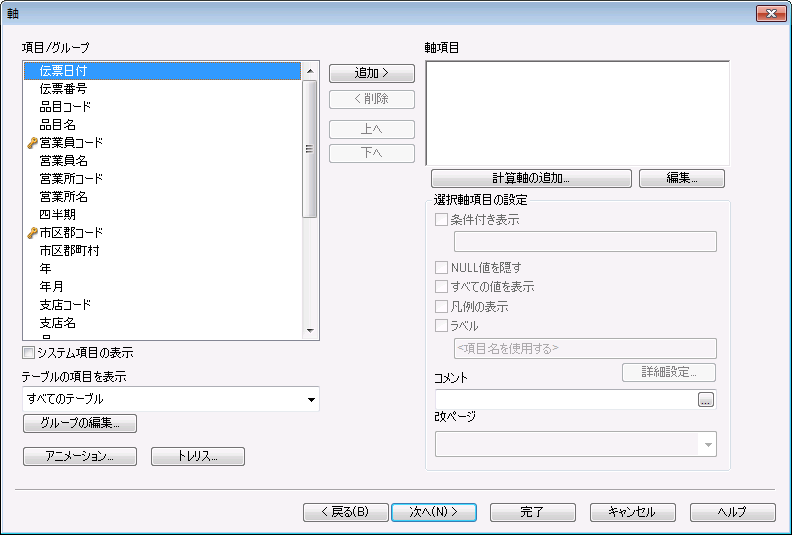 軸
項目/グループ
伝票日付
伝票番号
品目コード
品目名
営業員コード
営業員名
営業所コード
営業所名
四半期
市区郡コード
市区郡町村
年
年月
支店コード
支店名
システム項目の表示
テーブルの項目を表示
すべてのテーブル
グループの編集...
アニメーション...
トレリス...
追加 >
< 削除
上へ
下へ
軸項目
計算軸の追加...
編集...
選択軸項目の設定
条件付き表示
NULL値を隠す
すべての値を表示
凡例の表示
ラベル
<項目名を使用する>
詳細設定...
コメント
...
改ページ
< 戻る(B)
次へ(N) >
完了
キャンセル
ヘルプ